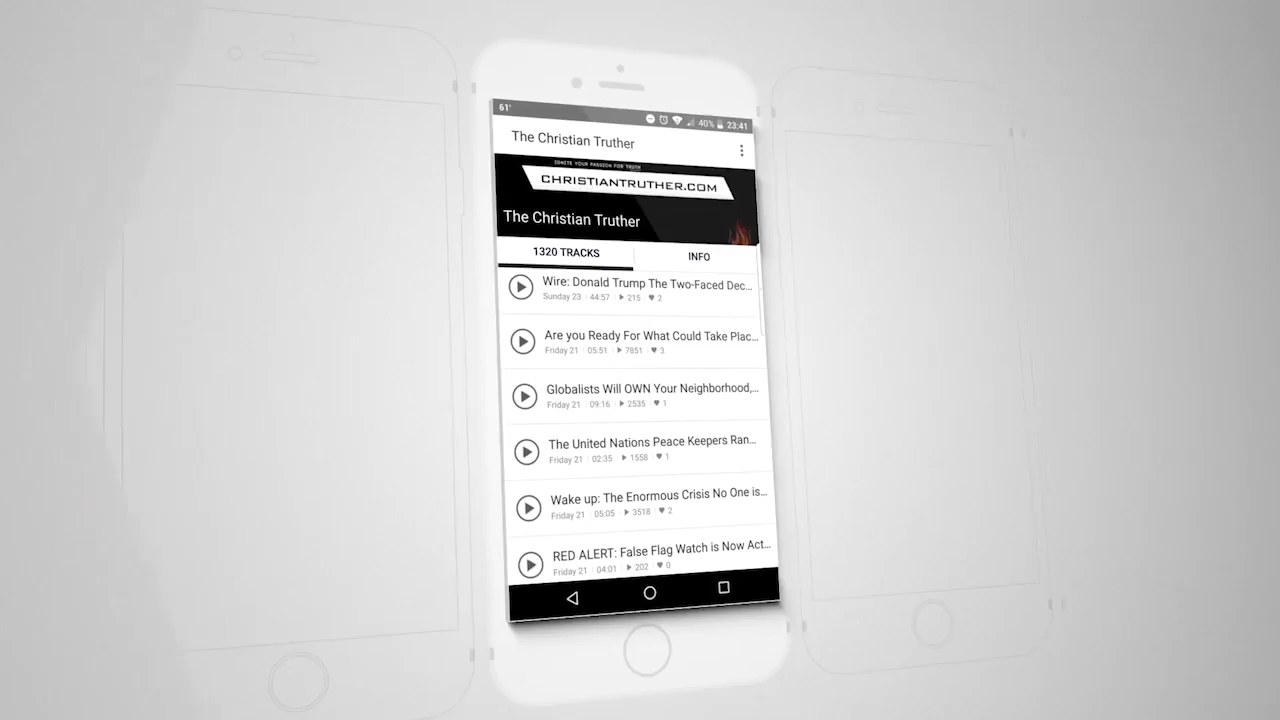 61°
40% 23:41
The Christian Truther
IGNITE YOUR PASSION FOR TRUTH
CHRISTIANTRUTHER.COM
The Christian Truther
1320 TRACKS INFO
Wire: Donald Trump The Two-Faced Dec...
Sunday 23 44:57 215 2
Are you Ready For What Could Take Plac...
Friday 21 05:51 7851 3
Globalists Will OWN Your Neighborhood,...
Friday 21 09:16 2535 1
The United Nations Peace Keepers Ran...
Friday 21 02:35 1558 1
Wake up: The Enormous Crisis No One is...
Friday 21 05:05 3518 2
RED ALERT: False Flag Watch is Now Act...
Friday 21 04:01 202 0